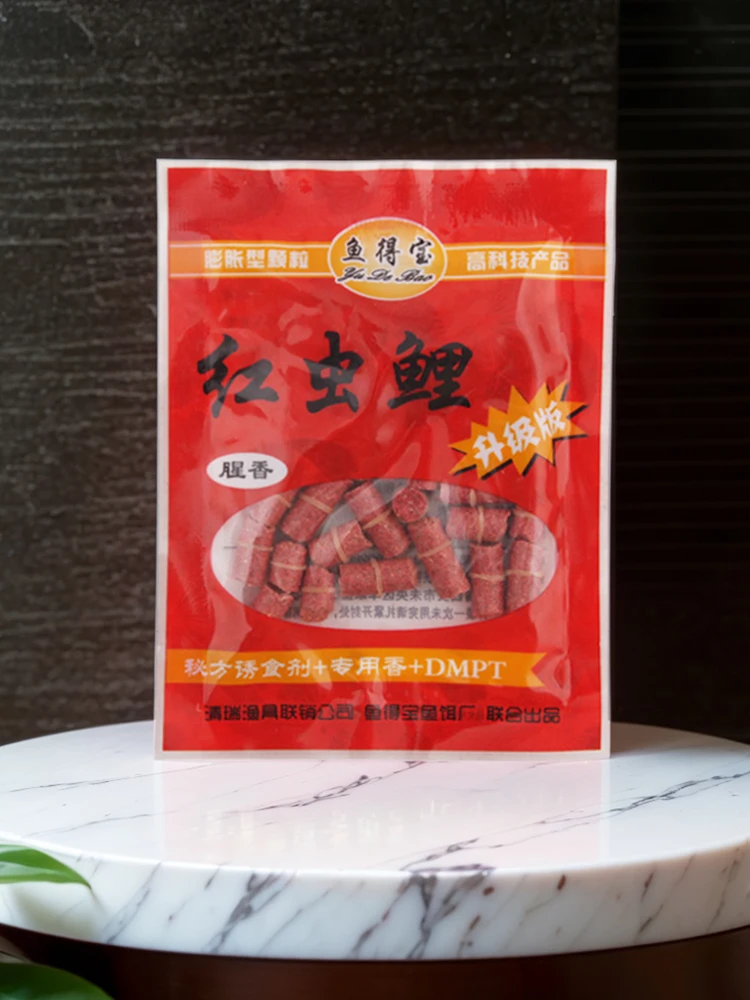 膨胀型颗粒
鱼得宝
Yu De Bao
高科技产品
红虫鲤
升级版
腥香
秘方诱食剂+专用香+DMPT
清瑞渔具联销公司 鱼得宝鱼饵厂 联合出品